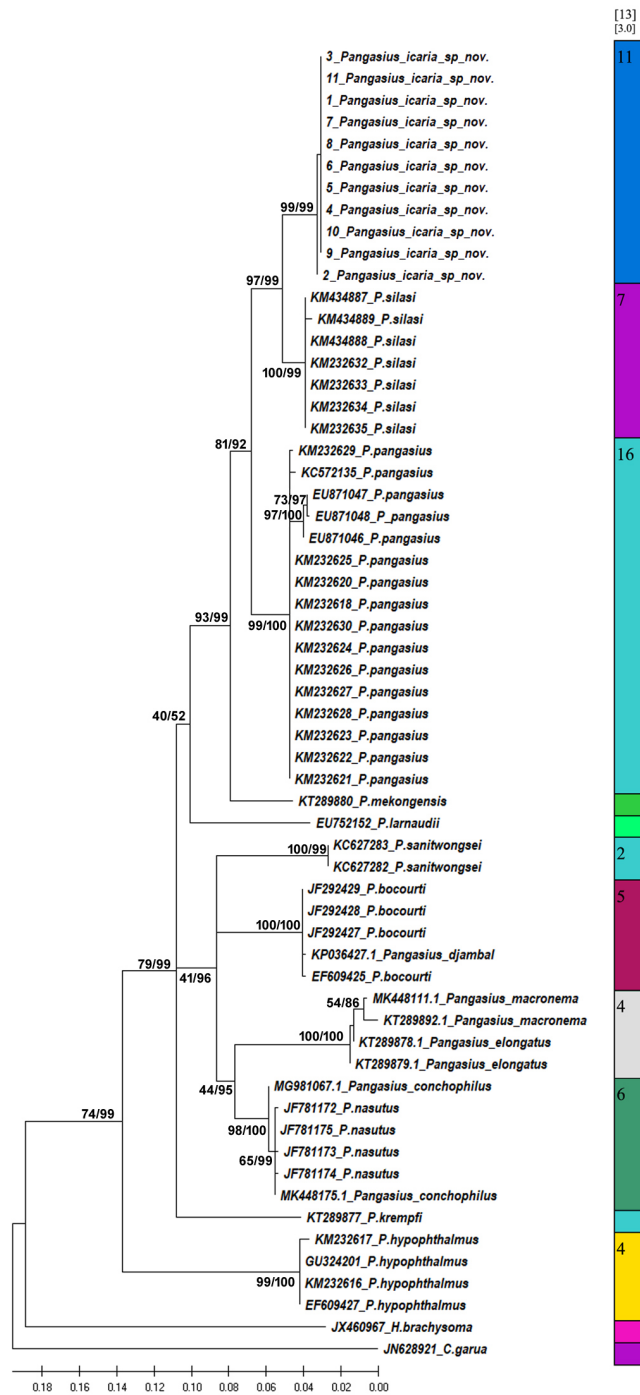 [13]
[3.0]
3_Pangasius_icaria_sp_nov.
11
11_Pangasius_icaria_sp_nov.
1_Pangasius_icaria_sp_nov.
7_Pangasius_icaria_sp_nov.
8_Pangasius_icaria_sp_nov.
6_Pangasius_icaria_sp_nov.
5_Pangasius_icaria_sp_nov.
99/99
4_Pangasius_icaria_sp_nov.
10_Pangasius_icaria_sp_nov.
9_Pangasius_icaria_sp_nov.
2_Pangasius_icaria_sp_nov.
97/99
KM434887_P.silasi
7
KM434889_P.silasi
KM434888_P.silasi
KM232632_P.silasi
100/99
KM232633_P.silasi
KM232634_P.silasi
KM232635_P.silasi
81/92
KM232629_P.pangasius
16
KC572135_P.pangasius
EU871047_P.pangasius
73/97
97/100
EU871048_P_pangasius
EU871046_P.pangasius
KM232625_P.pangasius
KM232620_P.pangasius
KM232618_P.pangasius
93/99
99/100
KM232630_P.pangasius
KM232624_P.pangasius
KM232626_P.pangasius
KM232627_P.pangasius
KM232628_P.pangasius
40/52
KM232623_P.pangasius
KM232622_P.pangasius
KM232621_P.pangasius
KT289880_P.mekongensis
EU752152_P.larnaudii
100/99
KC627283_P.sanitwongsei
2
KC627282_P.sanitwongsei
JF292429_P.bocourti
5
JF292428_P.bocourti
100/100
JF292427_P.bocourti
KP036427.1_Pangasius_djambal
79/99
41/96
EF609425_P.bocourti
54/86
MK448111.1_Pangasius_macronema
4
KT289892.1_Pangasius_macronema
100/100
KT289878.1_Pangasius_elongatus
KT289879.1_Pangasius_elongatus
44/95
MG981067.1_Pangasius_conchophilus
6
JF781172_P.nasutus
74/99
98/100
JF781175_P.nasutus
65/99
JF781173_P.nasutus
JF781174_P.nasutus
MK448175.1_Pangasius_conchophilus
KT289877_P.krempfi
KM232617_P.hypophthalmus
4
GU324201_P.hypophthalmus
99/100
KM232616_P.hypophthalmus
EF609427_P.hypophthalmus
JX460967_H.brachysoma
JN628921_C.garua
0.18 0.16 0.14 0.12 0.10 0.08 0.06 0.04 0.02 0.00